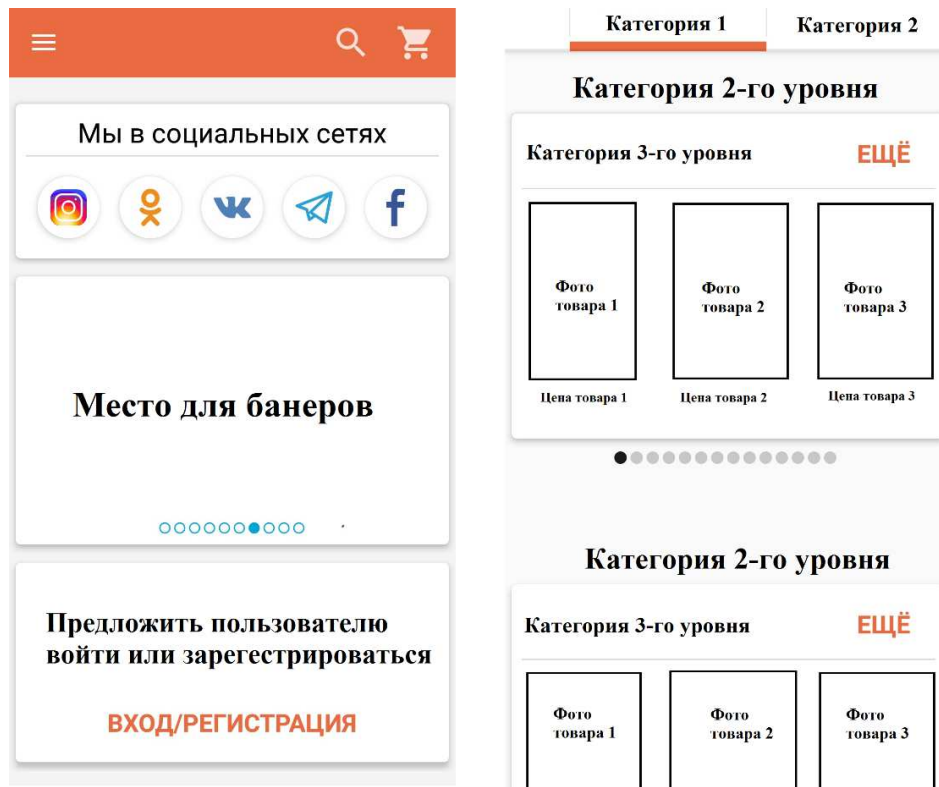 Мы в социальных сетях
Место для банеров
Предложить пользователю
войти или зарегестрироваться
ВХОД/РЕГИСТРАЦИЯ
Категория 1 Категория 2
Категория 2-го уровня
Категория 3-го уровня ЕЩЁ
Фото Фото Фото
товара 1 товара 2 товара 3
Цена товара 1 Цена товара 2 Цена товара 3
Категория 2-го уровня
Категория 3-го уровня ЕЩЁ
Фото Фото Фото
товара 1 товара 2 товара 3